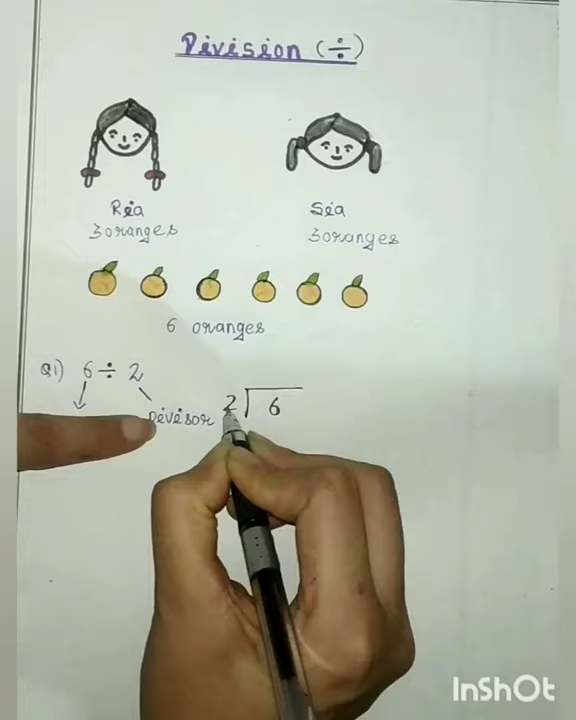 Division (÷)
Ria Sia
3 oranges 3 oranges
6 oranges
Q1) 6 ÷ 2
Divisor 2 6
InShOt